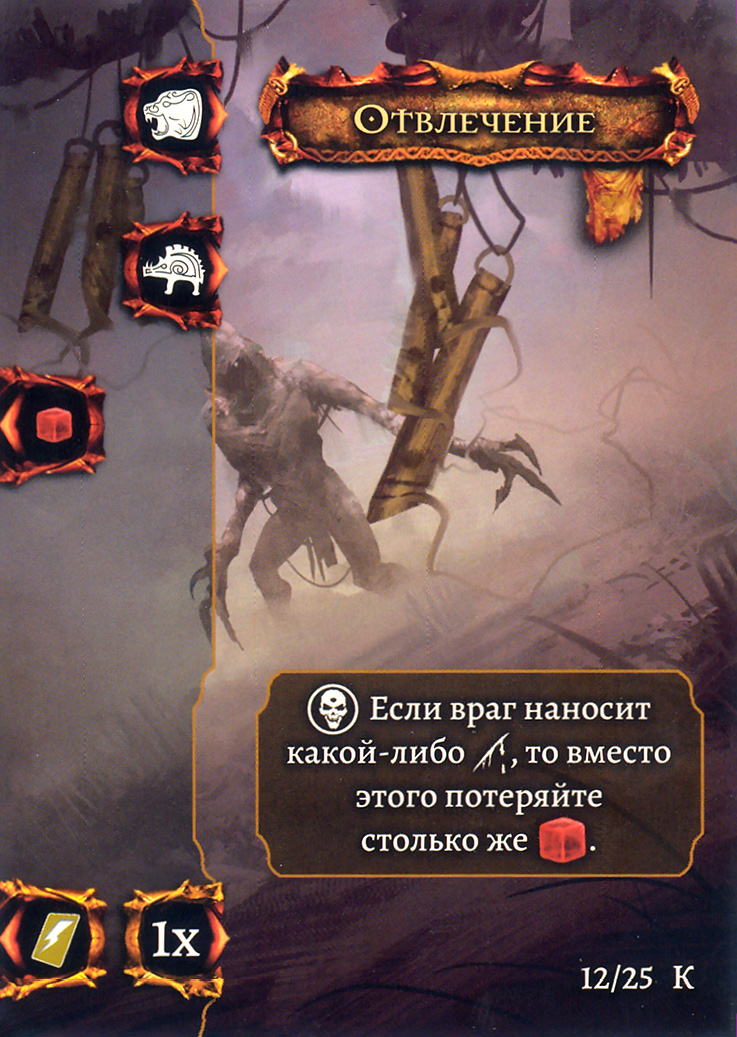 Отвлечение
Если враг наносит
какой-либо , то вместо
этого потеряйте
столько же .
1x
12/25 К